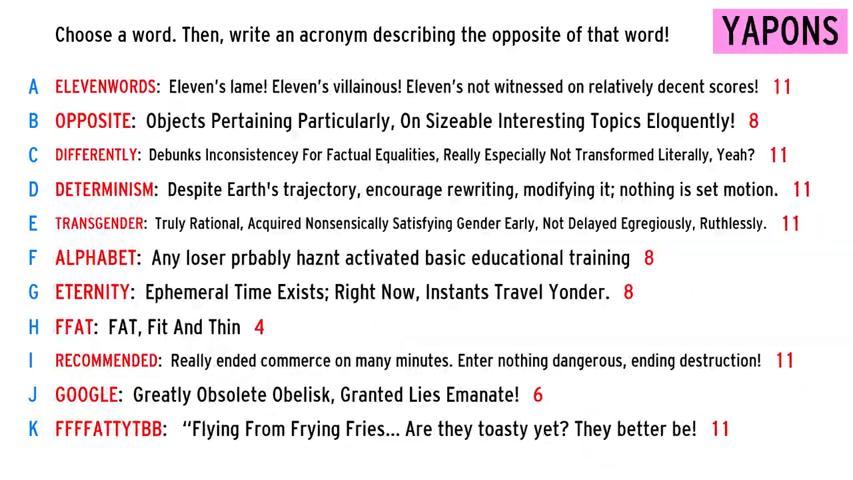 Choose a word. Then, write an acronym describing the opposite of that word!
YAPONS
A ELEVENWORDS: Eleven's lame! Eleven's villainous! Eleven's not witnessed on relatively decent scores! 11
B OPPOSITE: Objects Pertaining Particularly, On Sizeable Interesting Topics Eloquently! 8
C DIFFERENTLY: Debunks Inconsistencey For Factual Equalities, Really Especially Not Transformed Literally, Yeah? 11
D DETERMINISM: Despite Earth's trajectory, encourage rewriting, modifying it; nothing is set motion. 11
E TRANSGENDER: Truly Rational, Acquired Nonsensically Satisfying Gender Early, Not Delayed Egregiously, Ruthlessly. 11
F ALPHABET: Any loser prbably haznt activated basic educational training 8
G ETERNITY: Ephemeral Time Exists; Right Now, Instants Travel Yonder. 8
H FFAT: FAT, Fit And Thin 4
I RECOMMENDED: Really ended commerce on many minutes. Enter nothing dangerous, ending destruction! 11
J GOOGLE: Greatly Obsolete Obelisk, Granted Lies Emanate! 6
K FFFFATTYTBB: “Flying From Frying Fries... Are they toasty yet? They better be! 11